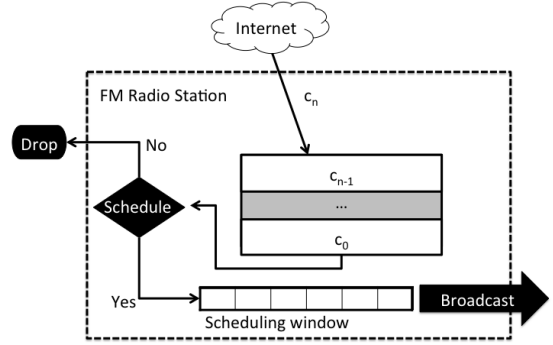 Internet
FM Radio Station
cn
Drop
No
cn-1
...
Schedule
c0
Yes
Broadcast
Scheduling window